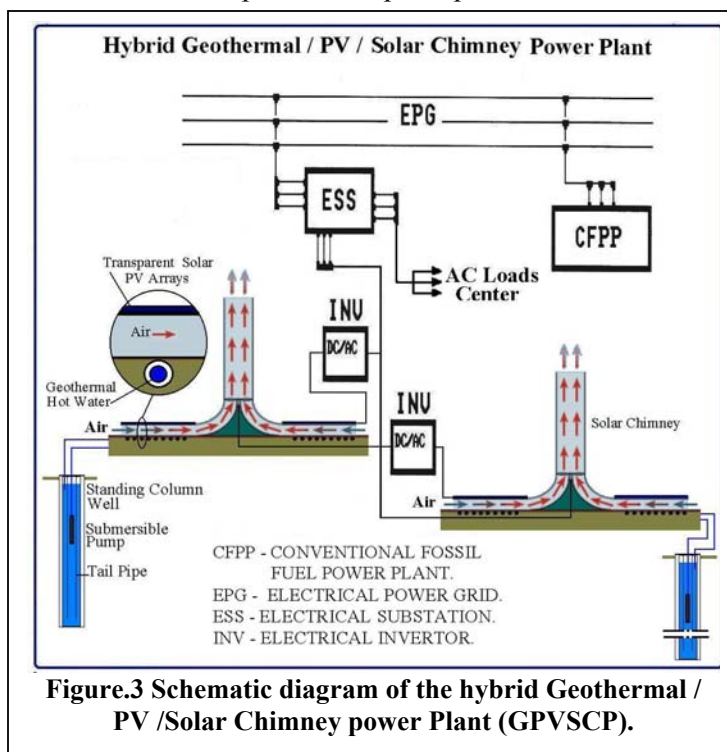 Hybrid Geothermal / PV / Solar Chimney Power Plant
EPG
ESS
CFPP
Transparent Solar
PV Arrays
AC Loads
Center
INV
DC/AC
Air
Geothermal
Hot Water
INV
DC/AC
Solar Chimney
Air
Air
Standing Column
Well
Submersible
Pump
Tail Pipe
CFPP - CONVENTIONAL FOSSIL
FUEL POWER PLANT.
EPG - ELECTRICAL POWER GRID.
ESS - ELECTRICAL SUBSTATION.
INV - ELECTRICAL INVERTOR.
Figure.3 Schematic diagram of the hybrid Geothermal /
PV /Solar Chimney power Plant (GPVSCP).